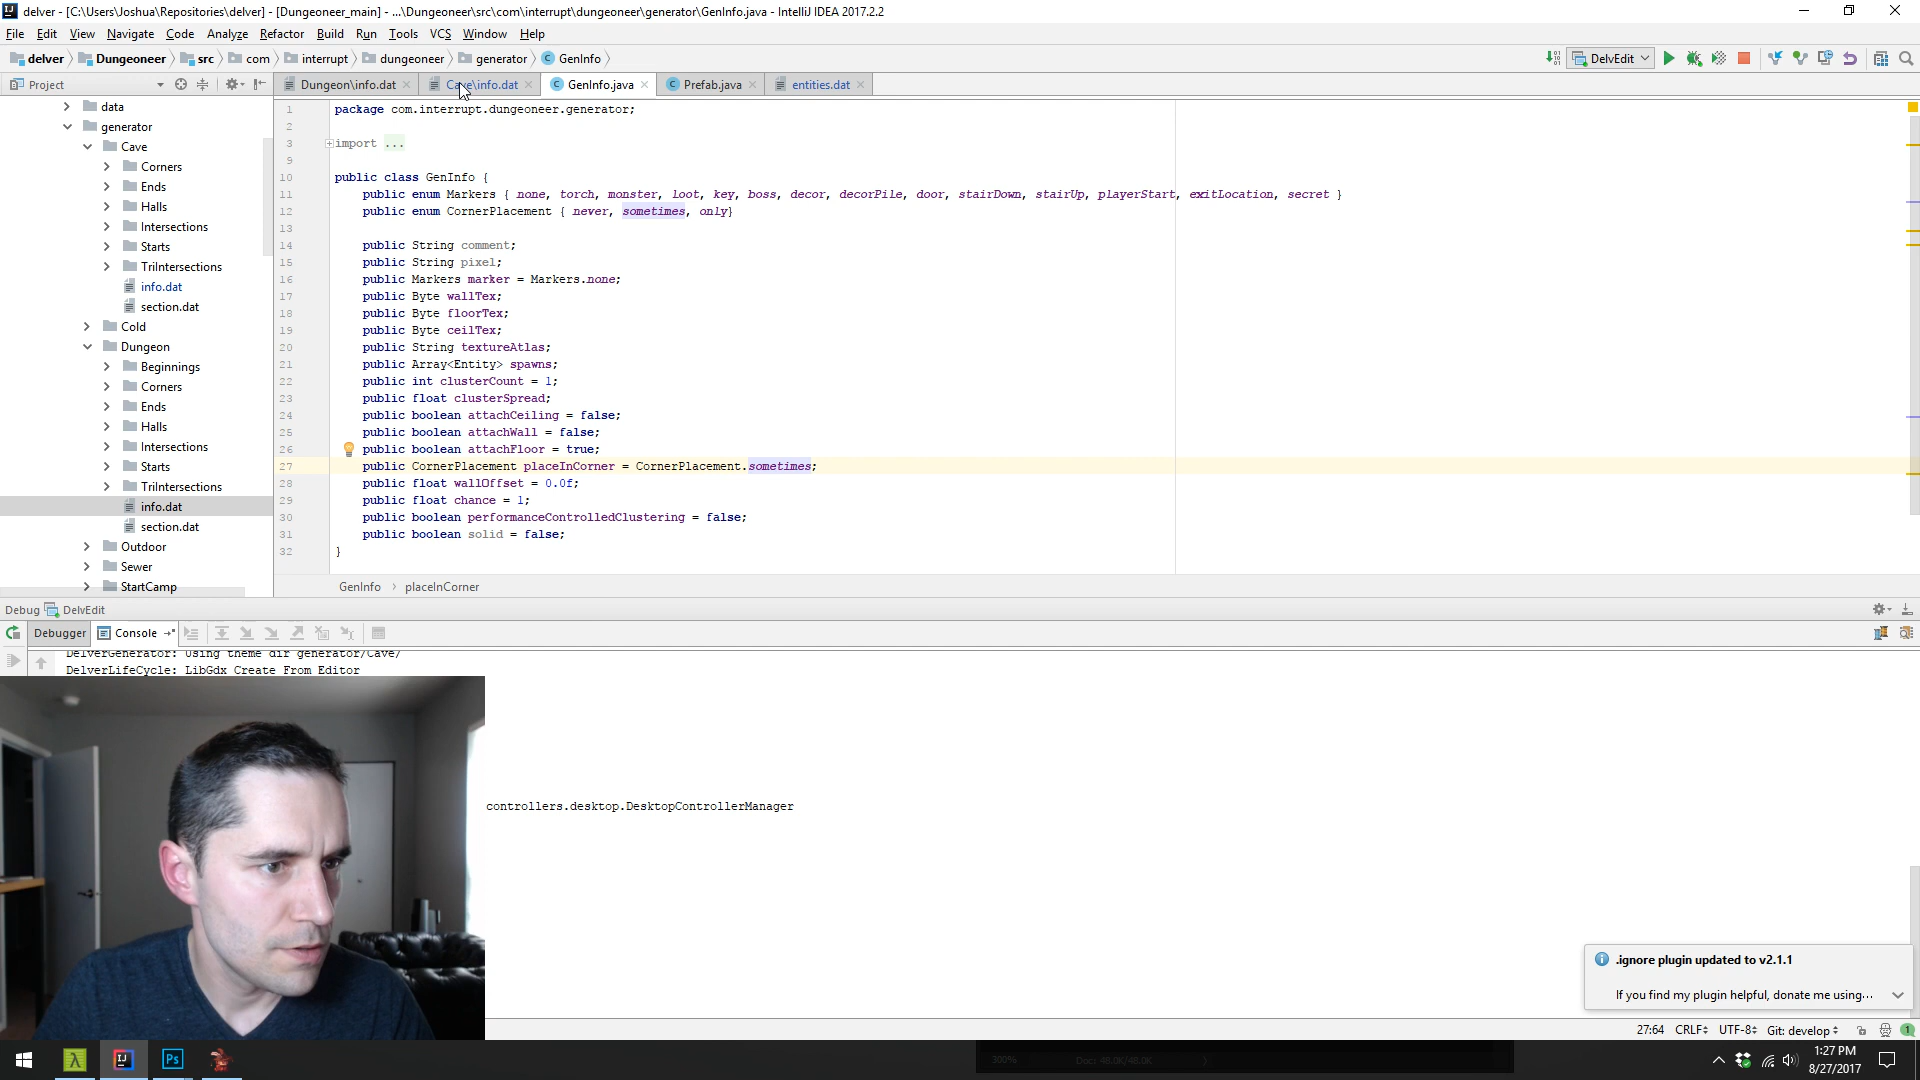 delver - [C:\Users\Joshua\Repositories\delver] - [Dungeoneer_main] - ...\Dungeoneer\src\com\interrupt\dungeoneer\generator\GenInfo.java - IntelliJ IDEA 2017.2.2
File Edit View Navigate Code Analyze Refactor Build Run Tools VCS Window Help
delver Dungeoneer src com interrupt dungeoneer generator GenInfo
DelvEdit
Project
Dungeon\info.dat Cave\info.dat GenInfo.java Prefab.java entities.dat
data
generator
Cave
Corners
Ends
Halls
Intersections
Starts
TriIntersections
info.dat
section.dat
Cold
Dungeon
Beginnings
Corners
Ends
Halls
Intersections
Starts
TriIntersections
info.dat
section.dat
Outdoor
Sewer
StartCamp
1 package com.interrupt.dungeoneer.generator;
2
3 import ...
9
10 public class GenInfo {
11 public enum Markers { none, torch, monster, loot, key, boss, decor, decorPile, door, stairDown, stairUp, playerStart, exitLocation, secret }
12 public enum CornerPlacement { never, sometimes, only}
13
14 public String comment;
15 public String pixel;
16 public Markers marker = Markers.none;
17 public Byte wallTex;
18 public Byte floorTex;
19 public Byte ceilTex;
20 public String textureAtlas;
21 public Array<Entity> spawns;
22 public int clusterCount = 1;
23 public float clusterSpread;
24 public boolean attachCeiling = false;
25 public boolean attachWall = false;
26 public boolean attachFloor = true;
27 public CornerPlacement placeInCorner = CornerPlacement.sometimes;
28 public float wallOffset = 0.0f;
29 public float chance = 1;
30 public boolean performanceControlledClustering = false;
31 public boolean solid = false;
32 }
GenInfo placeInCorner
Debug DelvEdit
Debugger Console
DelverGenerator: Using theme dir generator/Cave/
DelverLifeCycle: LibGdx Create From Editor
controllers.desktop.DesktopControllerManager
.ignore plugin updated to v2.1.1
If you find my plugin helpful, donate me using...
27:64 CRLF UTF-8 Git: develop 1
300% Doc: 48.0K/48.0K
1:27 PM
8/27/2017